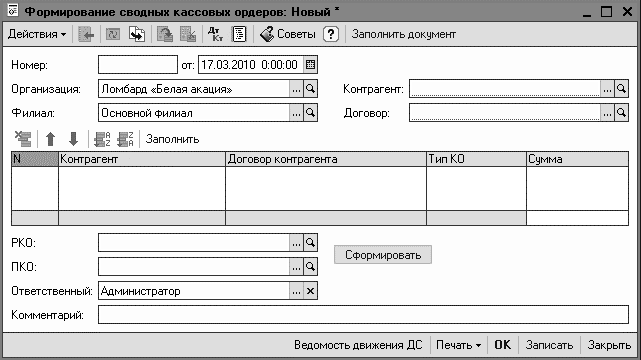 Формирование сводных кассовых ордеров: Новый *
Действия Дт Кт Советы ? Заполнить документ
Номер: от: 17.03.2010 0:00:00
Организация: Ломбард «Белая акация» ... Контрагент: ...
Филиал: Основной филиал ... Договор: ...
Заполнить
N Контрагент Договор контрагента Тип КО Сумма
РКО: ...
Сформировать
ПКО: ...
Ответственный: Администратор ... ×
Комментарий:
Ведомость движения ДС Печать OK Записать Закрыть